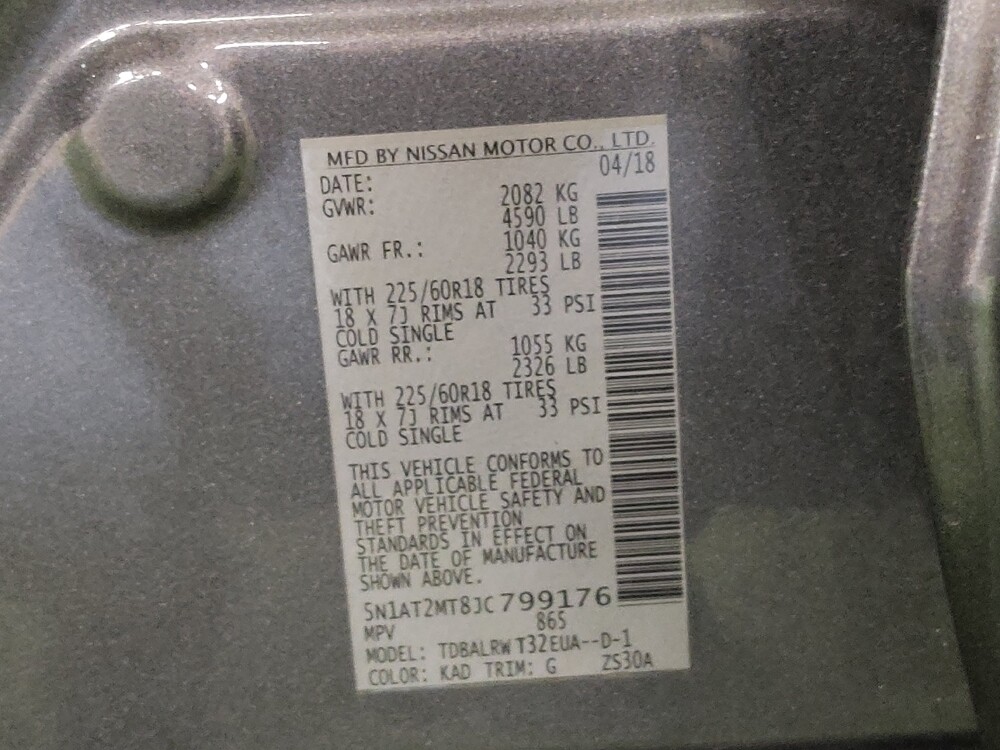 MFD BY NISSAN MOTOR CO., LTD.
DATE: 04/18
GVWR: 2082 KG
4590 LB
GAWR FR.: 1040 KG
2293 LB
WITH 225/60R18 TIRES
18 X 7J RIMS AT 33 PSI
COLD SINGLE
GAWR RR.: 1055 KG
2326 LB
WITH 225/60R18 TIRES
18 X 7J RIMS AT 33 PSI
COLD SINGLE
THIS VEHICLE CONFORMS TO
ALL APPLICABLE FEDERAL
MOTOR VEHICLE SAFETY AND
THEFT PREVENTION
STANDARDS IN EFFECT ON
THE DATE OF MANUFACTURE
SHOWN ABOVE.
5N1AT2MT8JC799176
MPV 865
MODEL: TDBALRW T32EUA--D-1
COLOR: KAD TRIM: G ZS30A